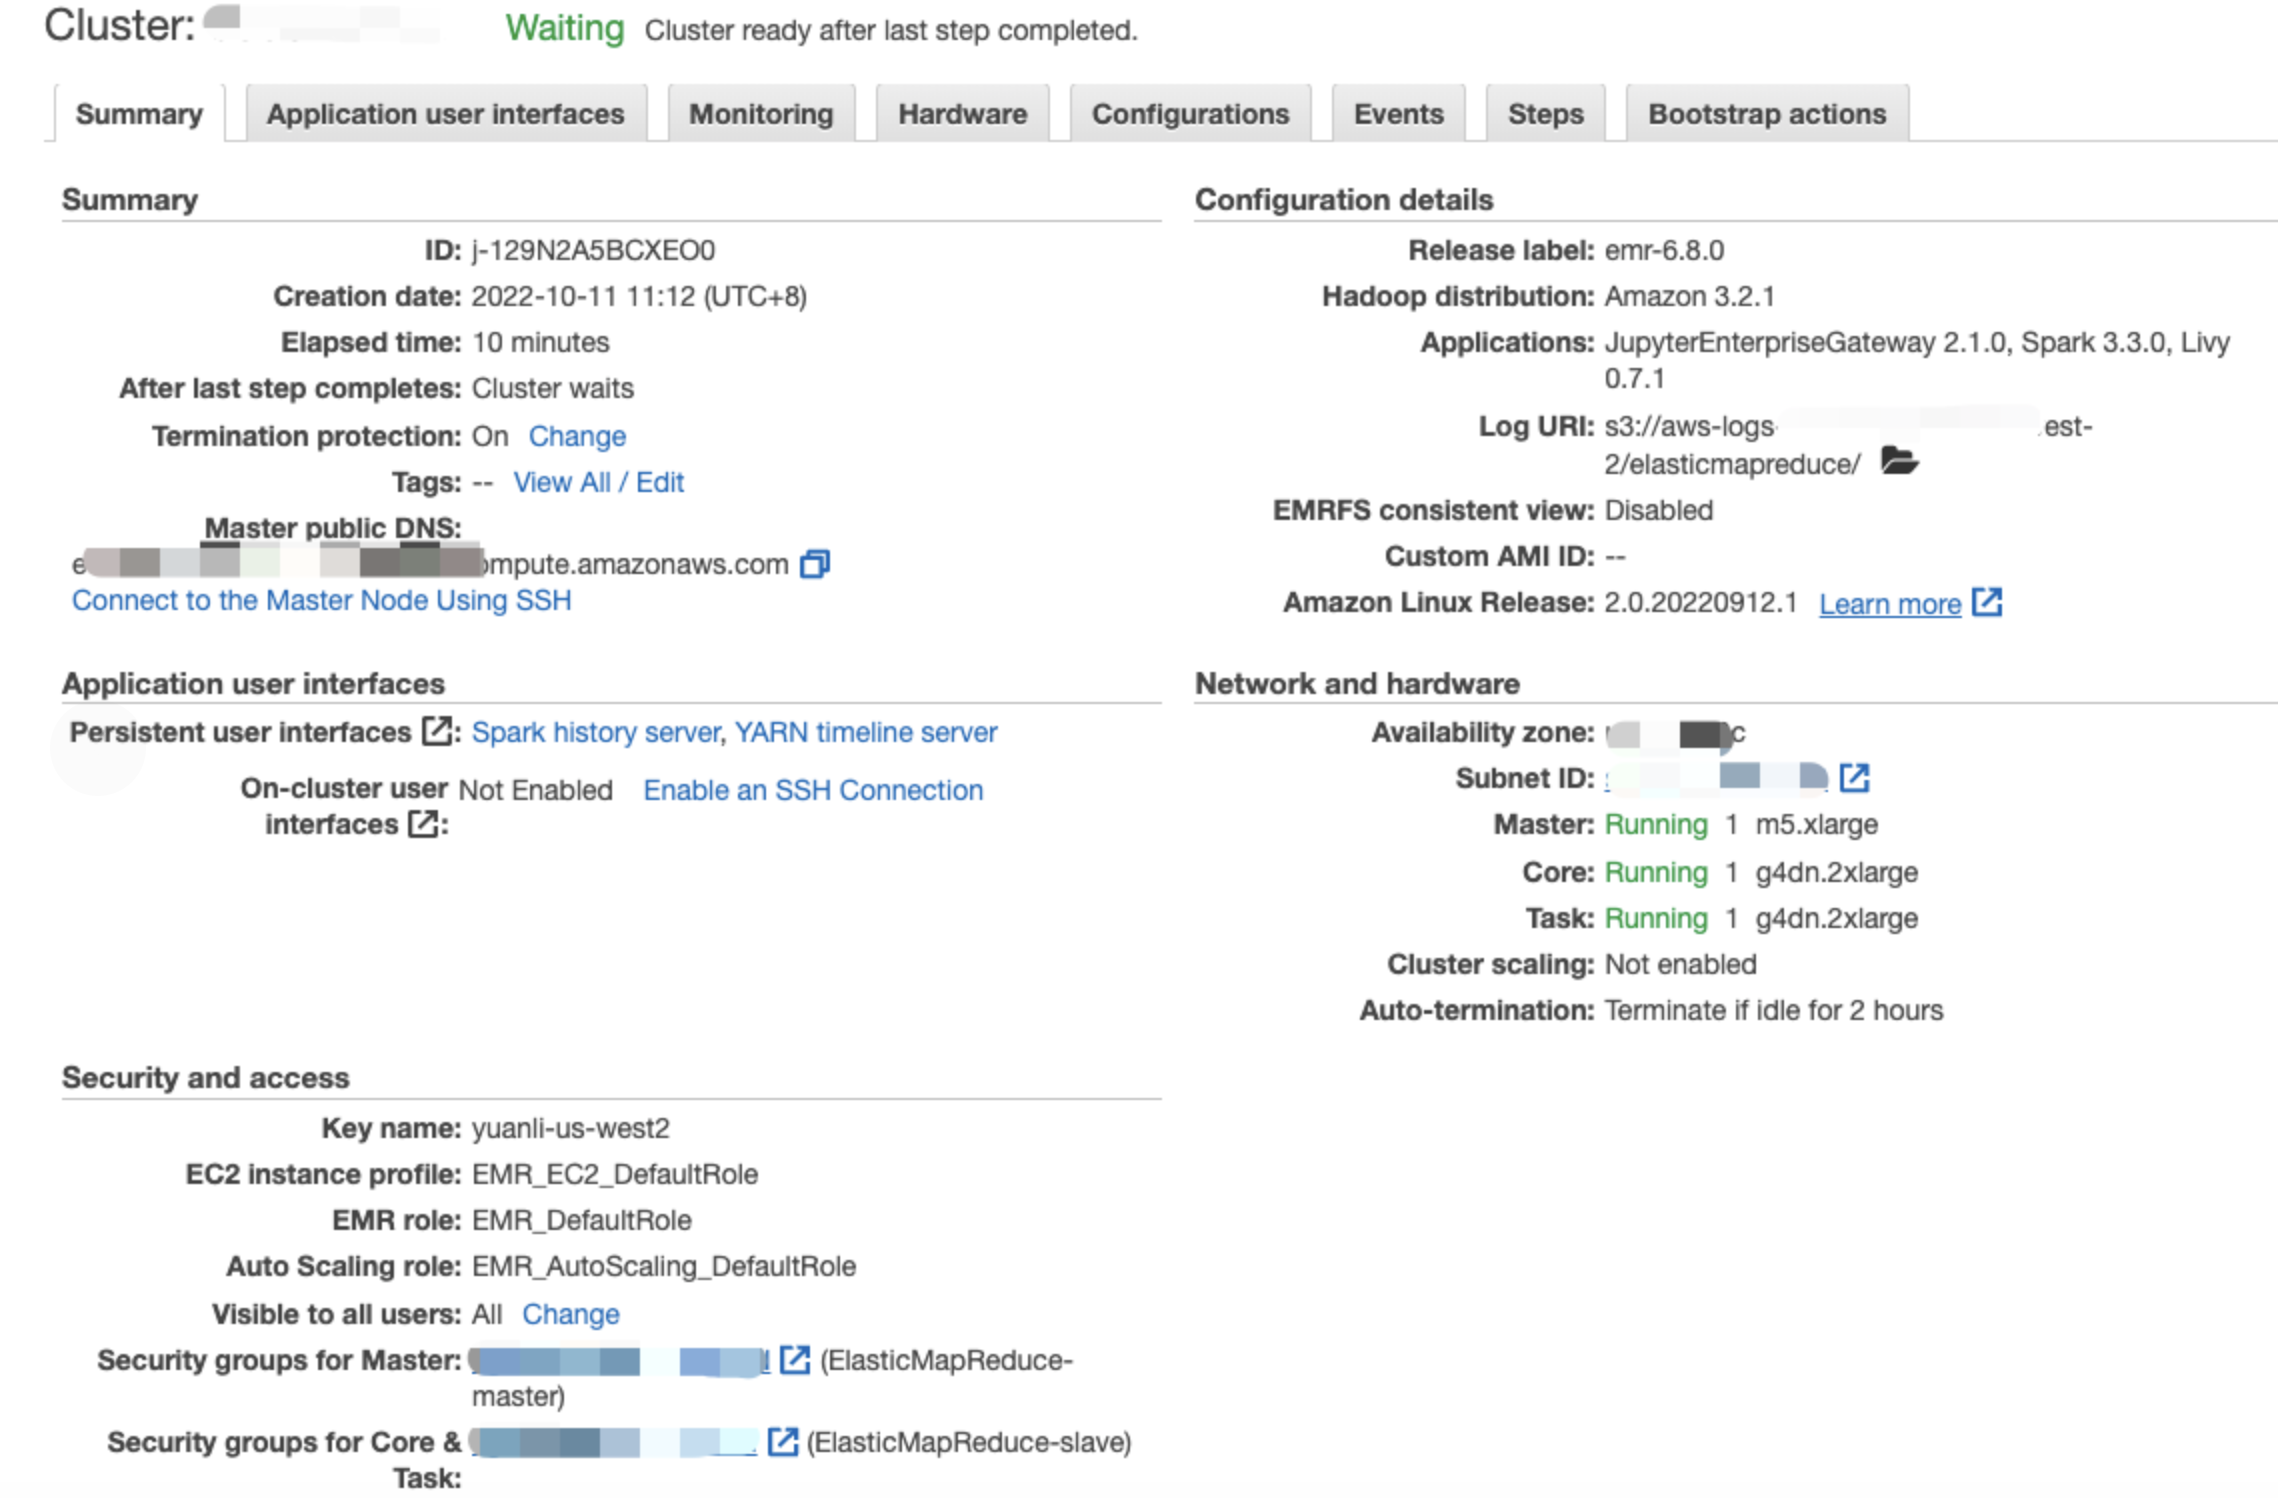 Cluster:
Waiting Cluster ready after last step completed.
Summary Application user interfaces Monitoring Hardware Configurations Events Steps Bootstrap actions
Summary
ID: j-129N2A5BCXEO0
Creation date: 2022-10-11 11:12 (UTC+8)
Elapsed time: 10 minutes
After last step completes: Cluster waits
Termination protection: On Change
Tags: -- View All / Edit
Master public DNS:
mpute.amazonaws.com
Connect to the Master Node Using SSH
Configuration details
Release label: emr-6.8.0
Hadoop distribution: Amazon 3.2.1
Applications: JupyterEnterpriseGateway 2.1.0, Spark 3.3.0, Livy
0.7.1
Log URI: s3://aws-logs- est-
2/elasticmapreduce/
EMRFS consistent view: Disabled
Custom AMI ID: --
Amazon Linux Release: 2.0.20220912.1 Learn more
Application user interfaces
Persistent user interfaces : Spark history server, YARN timeline server
On-cluster user Not Enabled Enable an SSH Connection
interfaces :
Network and hardware
Availability zone: c
Subnet ID:
Master: Running 1 m5.xlarge
Core: Running 1 g4dn.2xlarge
Task: Running 1 g4dn.2xlarge
Cluster scaling: Not enabled
Auto-termination: Terminate if idle for 2 hours
Security and access
Key name: yuanli-us-west2
EC2 instance profile: EMR_EC2_DefaultRole
EMR role: EMR_DefaultRole
Auto Scaling role: EMR_AutoScaling_DefaultRole
Visible to all users: All Change
Security groups for Master: (ElasticMapReduce-
master)
Security groups for Core & (ElasticMapReduce-slave)
Task: